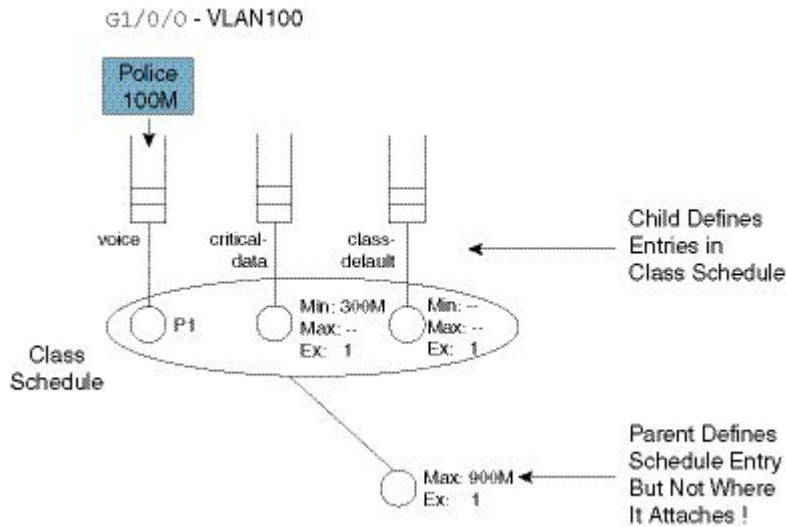 G1/0/0 - VLAN100
Police
100M
voice
critical-
data
class-
default
Child Defines
Entries in
Class Schedule
P1
Min: 300M
Max: --
Ex: 1
Min: --
Max: --
Ex: 1
Class
Schedule
Max: 900M
Ex: 1
Parent Defines
Schedule Entry
But Not Where
It Attaches !